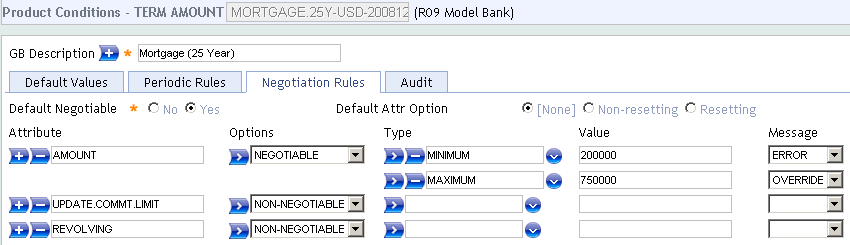 Product Conditions - TERM AMOUNT MORTGAGE.25Y-USD-200812 (R09 Model Bank)
GB Description * Mortgage (25 Year)
Default Values Periodic Rules Negotiation Rules Audit
Default Negotiable * No Yes Default Attr Option [None] Non-resetting Resetting
Attribute Options Type Value Message
AMOUNT NEGOTIABLE MINIMUM 200000 ERROR
MAXIMUM 750000 OVERRIDE
UPDATE.COMMT.LIMIT NON-NEGOTIABLE
REVOLVING NON-NEGOTIABLE